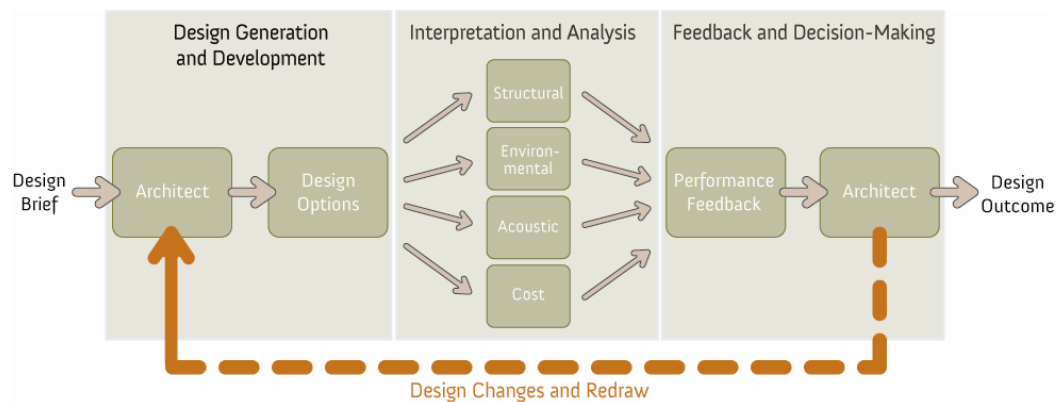 Design Generation
and Development
Interpretation and Analysis
Feedback and Decision-Making
Design
Brief
Architect
Design
Options
Structural
Environ-
mental
Acoustic
Cost
Performance
Feedback
Architect
Design
Outcome
Design Changes and Redraw